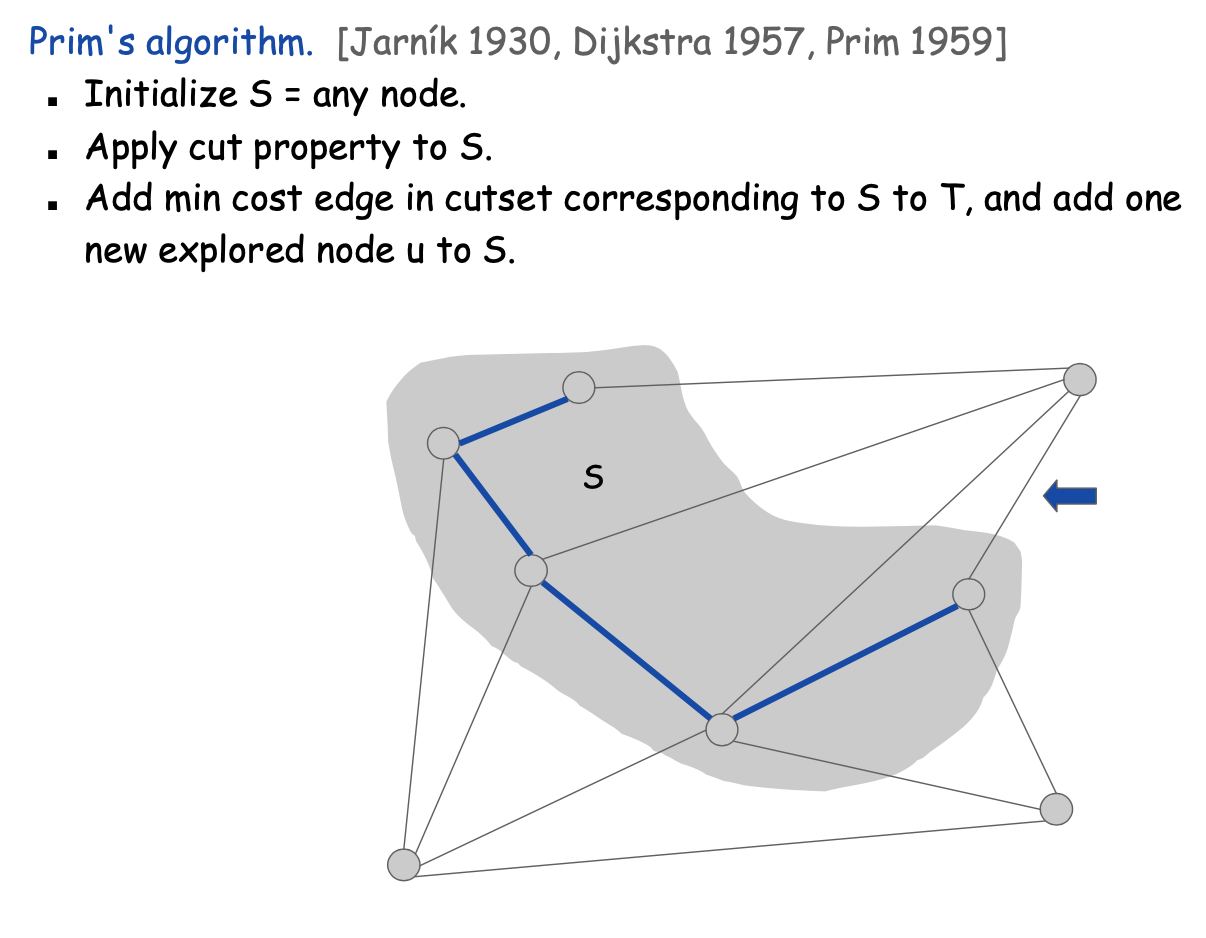 Prim's algorithm. [Jarník 1930, Dijkstra 1957, Prim 1959]
▪ Initialize S = any node.
▪ Apply cut property to S.
▪ Add min cost edge in cutset corresponding to S to T, and add one
new explored node u to S.
S